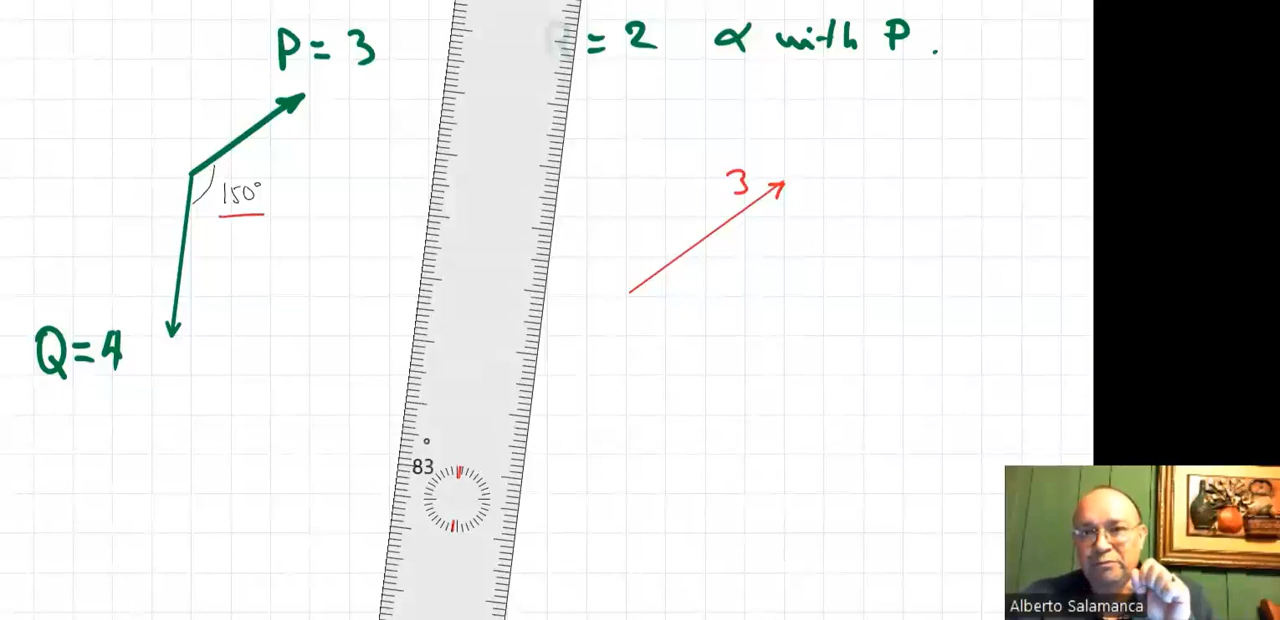 P = 3 = 2 α with P.
3
150°
Q=4
83°
Alberto Salamanca